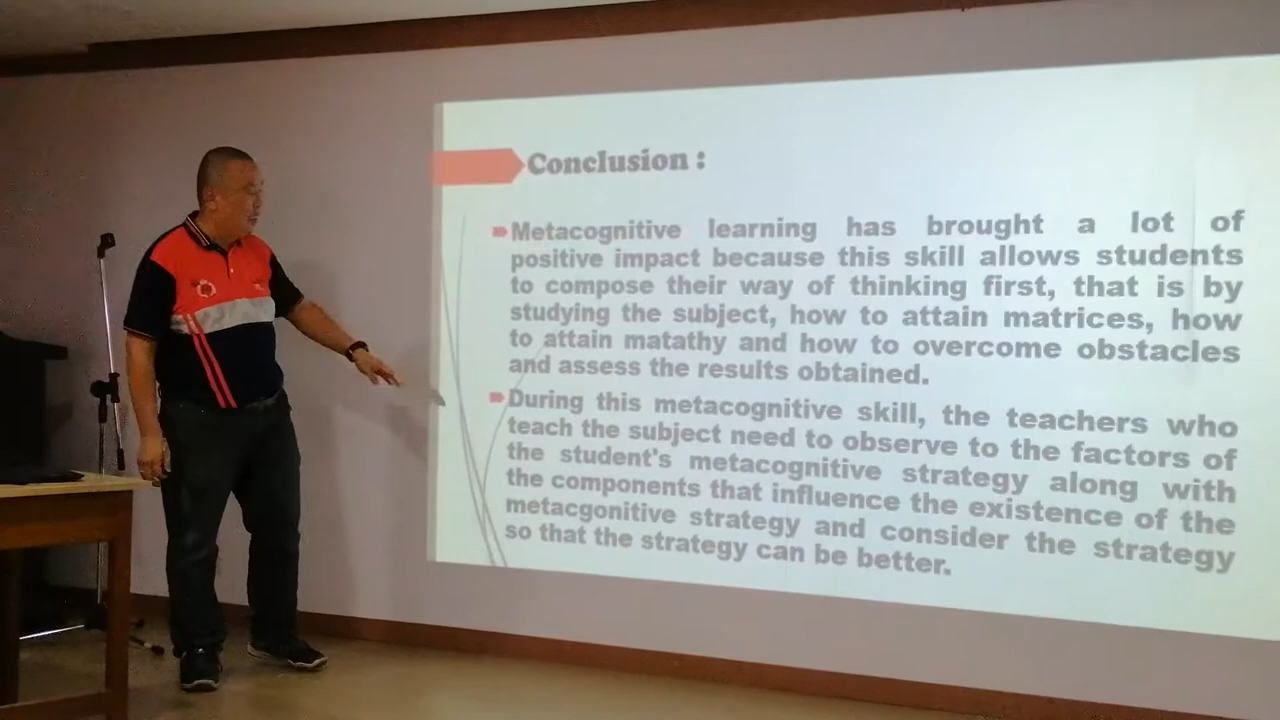 Conclusion :
Metacognitive learning has brought a lot of
positive impact because this skill allows students
to compose their way of thinking first, that is by
studying the subject, how to attain matrices, how
to attain matathy and how to overcome obstacles
and assess the results obtained.
During this metacognitive skill, the teachers who
teach the subject need to observe to the factors of
the student's metacognitive strategy along with
the components that influence the existence of the
metacgonitive strategy and consider the strategy
so that the strategy can be better.